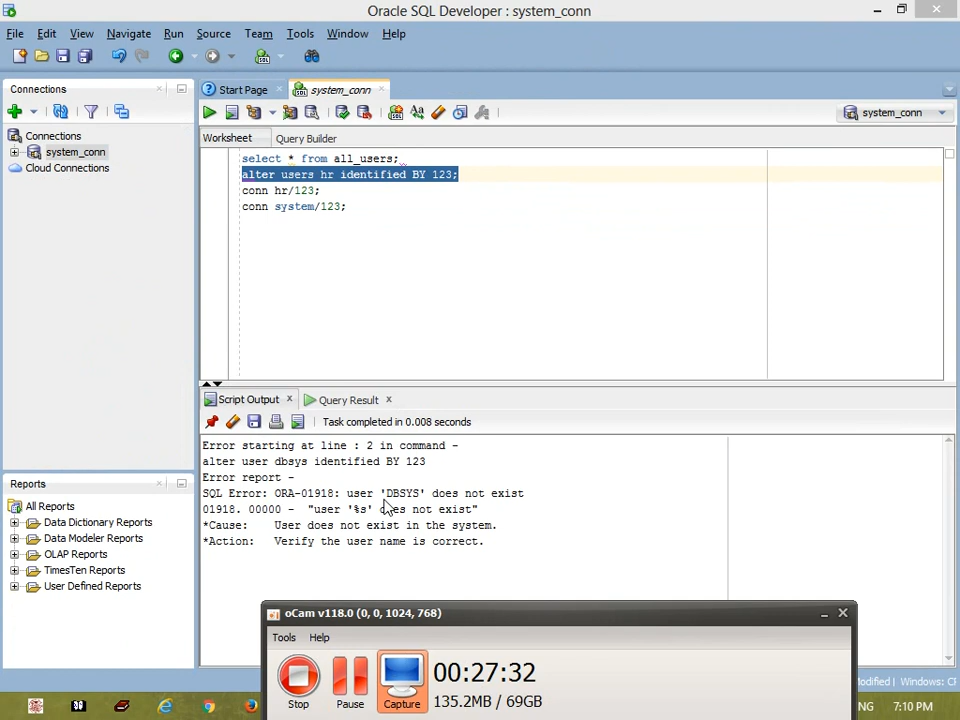 Oracle SQL Developer : system_conn
File Edit View Navigate Run Source Team Tools Window Help
Connections
Start Page
system_conn
system_conn
Connections
system_conn
Cloud Connections
Worksheet
Query Builder
select * from all_users;
alter users hr identified BY 123;
conn hr/123;
conn system/123;
Script Output
Query Result
Task completed in 0.008 seconds
Error starting at line : 2 in command -
alter user dbsys identified BY 123
Error report -
SQL Error: ORA-01918: user 'DBSYS' does not exist
01918. 00000 - "user '%s' does not exist"
*Cause: User does not exist in the system.
*Action: Verify the user name is correct.
Reports
All Reports
Data Dictionary Reports
Data Modeler Reports
OLAP Reports
TimesTen Reports
User Defined Reports
oCam v118.0 (0, 0, 1024, 768)
Tools Help
Stop
Pause
Capture
00:27:32
135.2MB / 69GB
Windows:
7:10 PM